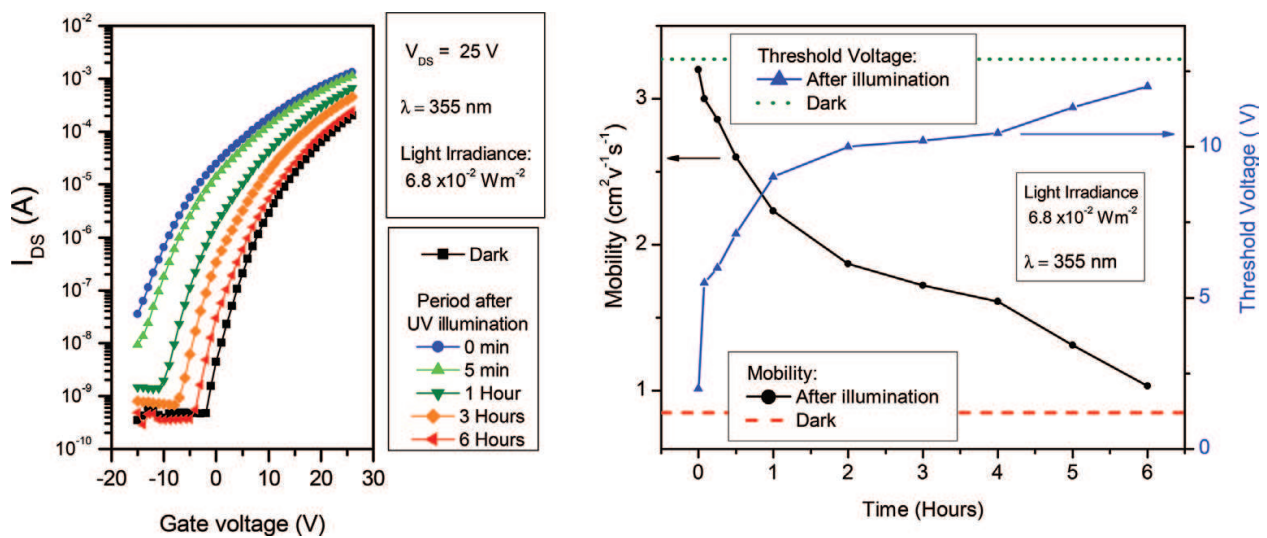 10⁻²
10⁻³
10⁻⁴
10⁻⁵
10⁻⁶
10⁻⁷
10⁻⁸
10⁻⁹
10⁻¹⁰
I_DS (A)
-20 -10 0 10 20 30
Gate voltage (V)
V_DS = 25 V
λ = 355 nm
Light Irradiance:
6.8 x10⁻² Wm⁻²
Dark
Period after
UV illumination
0 min
5 min
1 Hour
3 Hours
6 Hours
3
2
1
Mobility (cm²v⁻¹s⁻¹)
Threshold Voltage:
After illumination
Dark
Light Irradiance
6.8 x10⁻² Wm⁻²
λ = 355 nm
Mobility:
After illumination
Dark
10
5
0
Threshold Voltage ( V)
0 1 2 3 4 5 6
Time (Hours)